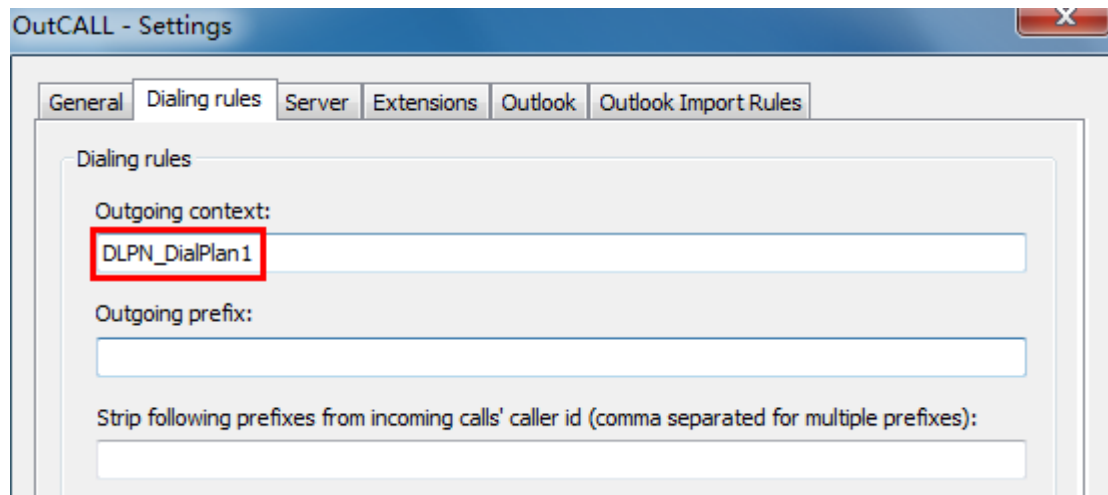 OutCALL - Settings
General Dialing rules Server Extensions Outlook Outlook Import Rules
Dialing rules
Outgoing context:
DLPN_DialPlan1
Outgoing prefix:
Strip following prefixes from incoming calls' caller id (comma separated for multiple prefixes):